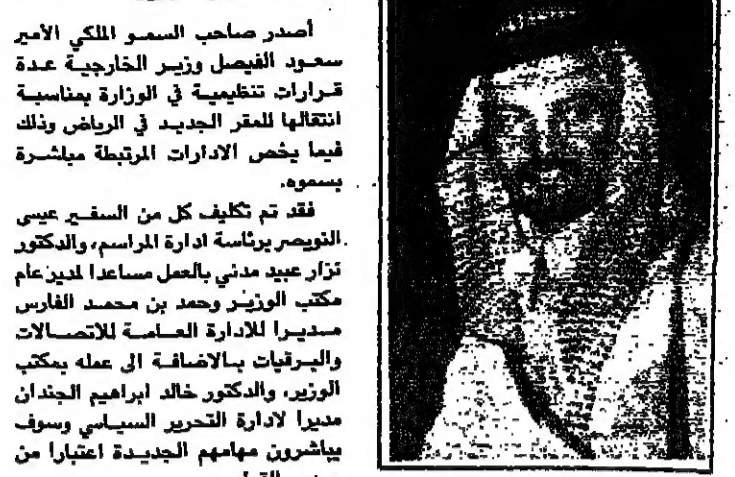 أصدر صاحب السمو الملكي الأمير
سعود الفيصل وزير الخارجية عدة
قرارات تنظيمية في الوزارة بمناسبة
انتقالها للمقر الجديد في الرياض وذلك
فيما يخص الادارات المرتبطة مباشرة
بسموه.
فقد تم تكليف كل من السفير عيسى
النويصر برئاسة ادارة المراسم، والدكتور
نزار عبيد مدني بالعمل مساعدا لمدير عام
مكتب الوزير وحمد بن محمد الفارس
مديرا للادارة العامة للاتصالات
والبرقيات بالاضافة الى عمله بمكتب
الوزير، والدكتور خالد ابراهيم الجندان
مديرا لادارة التحرير السياسي وسوف
يباشرون مهامهم الجديدة اعتبارا من